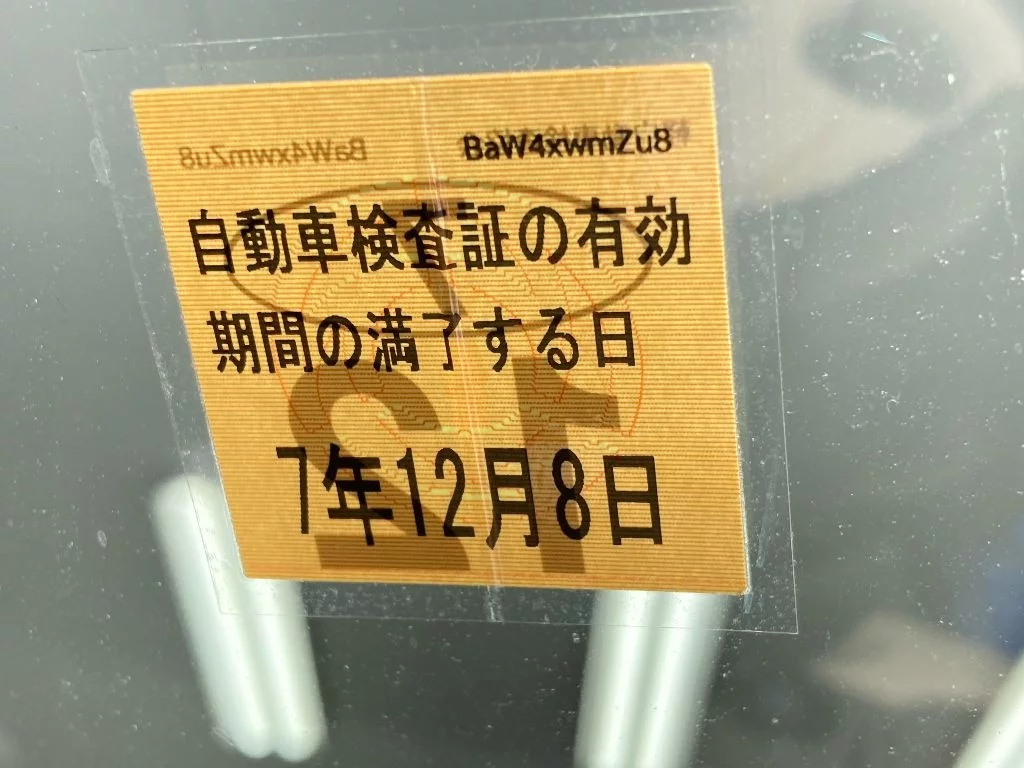 BaW4xwmZu8
自動車検査証の有効
期間の満了する日
7年12月8日